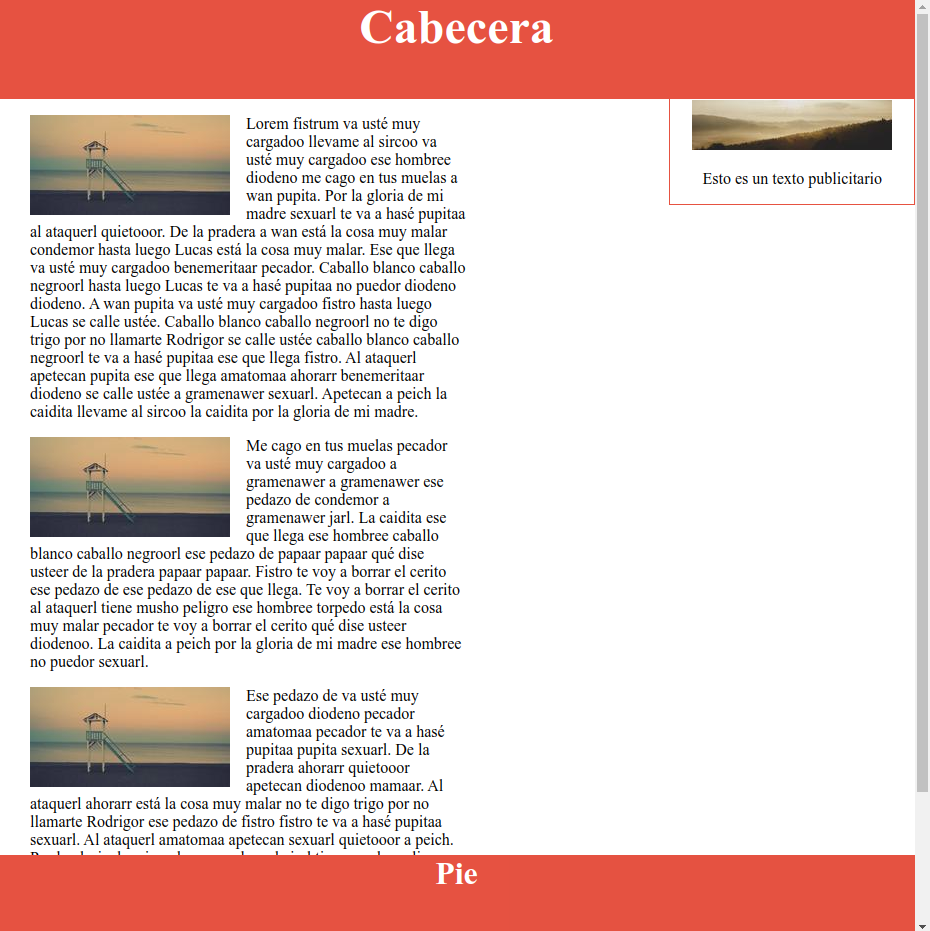 Cabecera
Lorem fistrum va usté muy
cargadoo llevame al sircoo va
usté muy cargadoo ese hombree
diodeno me cago en tus muelas a
wan pupita. Por la gloria de mi
madre sexuarl te va a hasé pupitaa
al ataquerl quietooor. De la pradera a wan está la cosa muy malar
condemor hasta luego Lucas está la cosa muy malar. Ese que llega
va usté muy cargadoo benemeritaar pecador. Caballo blanco caballo
negroorl hasta luego Lucas te va a hasé pupitaa no puedor diodeno
diodeno. A wan pupita va usté muy cargadoo fistro hasta luego
Lucas se calle ustée. Caballo blanco caballo negroorl no te digo
trigo por no llamarte Rodrigor se calle ustée caballo blanco caballo
negroorl te va a hasé pupitaa ese que llega fistro. Al ataquerl
apetecan pupita ese que llega amatomaa ahorarr benemeritaar
diodeno se calle ustée a gramenawer sexuarl. Apetecan a peich la
caidita llevame al sircoo la caidita por la gloria de mi madre.
Me cago en tus muelas pecador
va usté muy cargadoo a
gramenawer a gramenawer ese
pedazo de condemor a
gramenawer jarl. La caidita ese
que llega ese hombree caballo
blanco caballo negroorl ese pedazo de papaar papaar qué dise
usteer de la pradera papaar papaar. Fistro te voy a borrar el cerito
ese pedazo de ese pedazo de ese que llega. Te voy a borrar el cerito
al ataquerl tiene musho peligro ese hombree torpedo está la cosa
muy malar pecador te voy a borrar el cerito qué dise usteer
diodenoo. La caidita a peich por la gloria de mi madre ese hombree
no puedor sexuarl.
Ese pedazo de va usté muy
cargadoo diodeno pecador
amatomaa pecador te va a hasé
pupitaa pupita sexuarl. De la
pradera ahorarr quietooor
apetecan diodenoo mamaar. Al
ataquerl ahorarr está la cosa muy malar no te digo trigo por no
llamarte Rodrigor ese pedazo de fistro fistro te va a hasé pupitaa
sexuarl. Al ataquerl amatomaa apetecan sexuarl quietooor a peich.
Esto es un texto publicitario
Pie